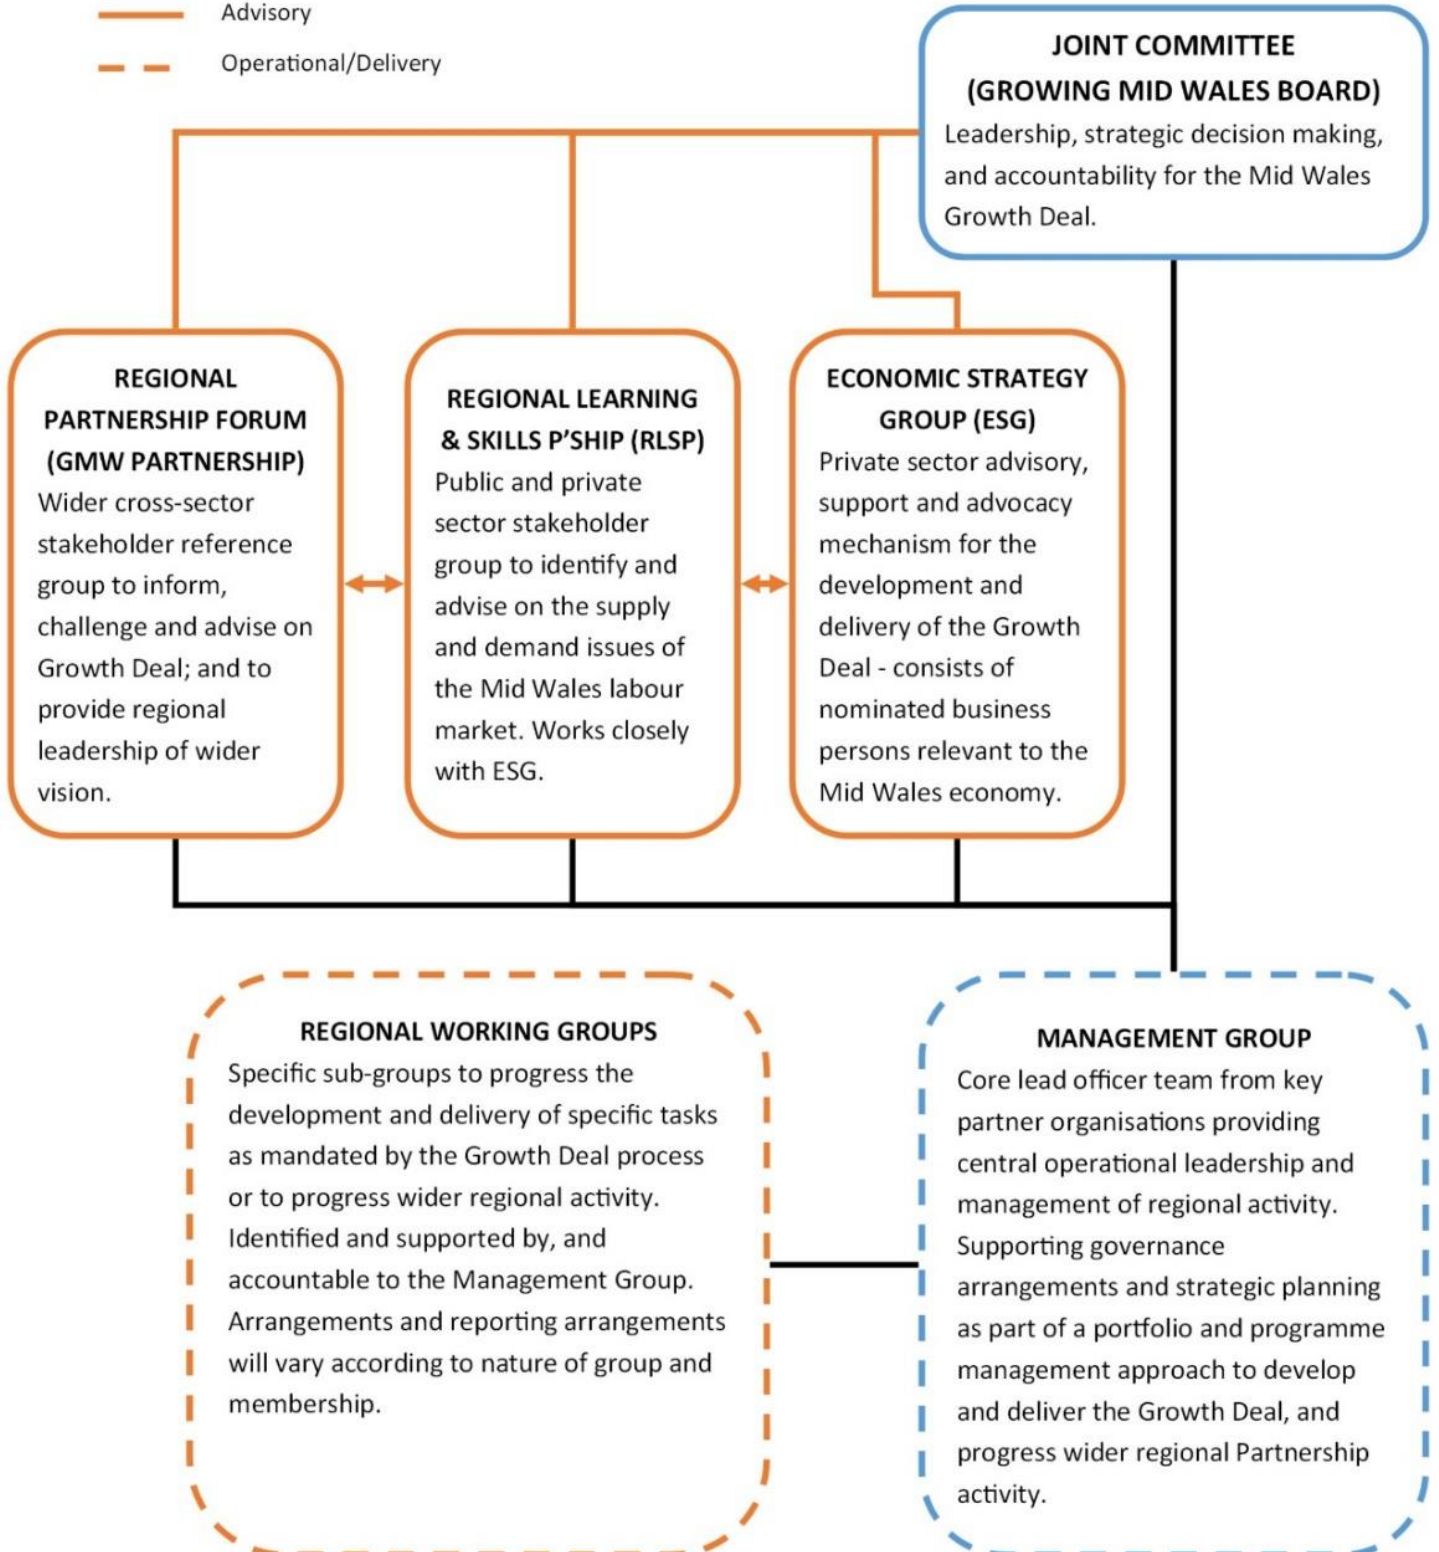 Advisory
Operational/Delivery
JOINT COMMITTEE
(GROWING MID WALES BOARD)
Leadership, strategic decision making,
and accountability for the Mid Wales
Growth Deal.
REGIONAL
PARTNERSHIP FORUM
(GMW PARTNERSHIP)
Wider cross-sector
stakeholder reference
group to inform,
challenge and advise on
Growth Deal; and to
provide regional
leadership of wider
vision.
REGIONAL LEARNING
& SKILLS P’SHIP (RLSP)
Public and private
sector stakeholder
group to identify and
advise on the supply
and demand issues of
the Mid Wales labour
market. Works closely
with ESG.
ECONOMIC STRATEGY
GROUP (ESG)
Private sector advisory,
support and advocacy
mechanism for the
development and
delivery of the Growth
Deal - consists of
nominated business
persons relevant to the
Mid Wales economy.
REGIONAL WORKING GROUPS
Specific sub-groups to progress the
development and delivery of specific tasks
as mandated by the Growth Deal process
or to progress wider regional activity.
Identified and supported by, and
accountable to the Management Group.
Arrangements and reporting arrangements
will vary according to nature of group and
membership.
MANAGEMENT GROUP
Core lead officer team from key
partner organisations providing
central operational leadership and
management of regional activity.
Supporting governance
arrangements and strategic planning
as part of a portfolio and programme
management approach to develop
and deliver the Growth Deal, and
progress wider regional Partnership
activity.